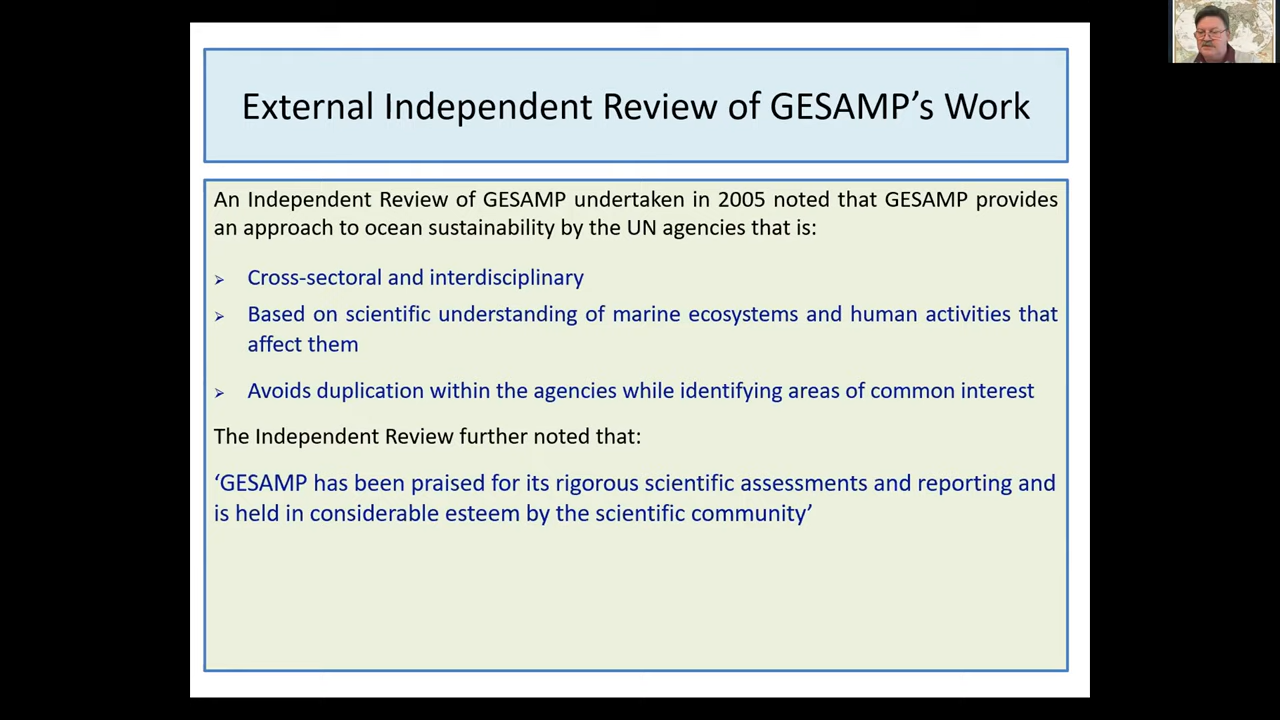 External Independent Review of GESAMP’s Work
An Independent Review of GESAMP undertaken in 2005 noted that GESAMP provides
an approach to ocean sustainability by the UN agencies that is:
➢ Cross-sectoral and interdisciplinary
➢ Based on scientific understanding of marine ecosystems and human activities that
affect them
➢ Avoids duplication within the agencies while identifying areas of common interest
The Independent Review further noted that:
‘GESAMP has been praised for its rigorous scientific assessments and reporting and
is held in considerable esteem by the scientific community’